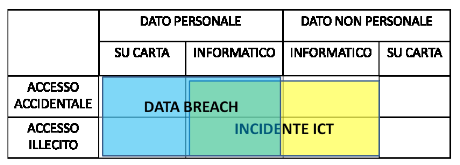 DATO PERSONALE DATO NON PERSONALE
SU CARTA INFORMATICO INFORMATICO SU CARTA
ACCESSO
ACCIDENTALE
DATA BREACH
ACCESSO
ILLECITO
INCIDENTE ICT